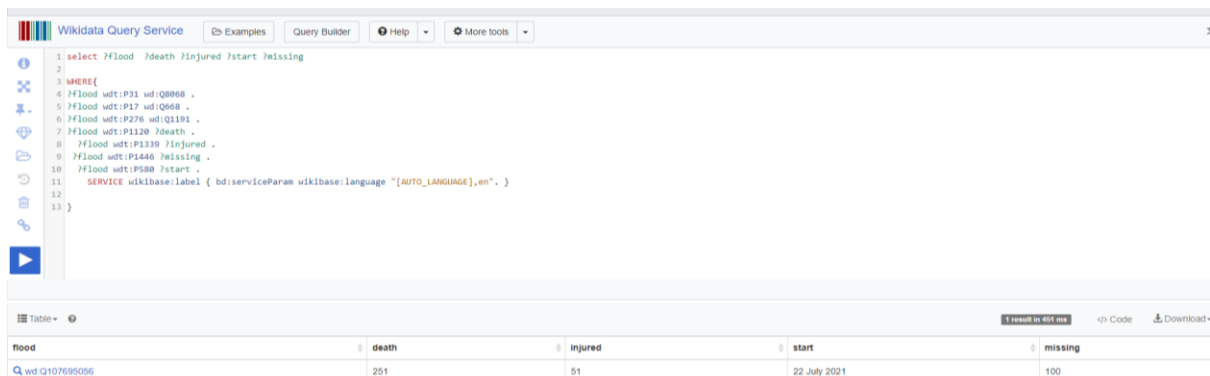 Wikidata Query Service Examples Query Builder Help More tools
1 select ?flood ?death ?injured ?start ?missing
2
3 WHERE{
4 ?flood wdt:P31 wd:Q8068 .
5 ?flood wdt:P17 wd:Q668 .
6 ?flood wdt:P276 wd:Q1191 .
7 ?flood wdt:P1120 ?death .
8 ?flood wdt:P1339 ?injured .
9 ?flood wdt:P1446 ?missing .
10 ?flood wdt:P580 ?start .
11 SERVICE wikibase:label { bd:serviceParam wikibase:language "[AUTO_LANGUAGE],en". }
12
13 }
Table 1 result in 451 ms </> Code Download
flood death injured start missing
wd:Q107695056 251 51 22 July 2021 100